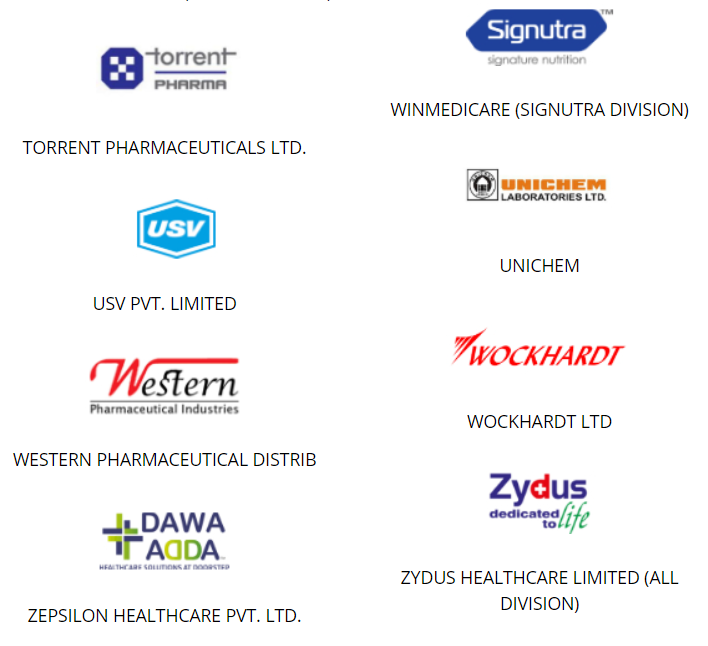 torrent
PHARMA
TORRENT PHARMACEUTICALS LTD.
Signutra™
signature nutrition
WINMEDICARE (SIGNUTRA DIVISION)
USV
USV PVT. LIMITED
UNICHEM
LABORATORIES LTD.
UNICHEM
Western
Pharmaceutical Industries
WESTERN PHARMACEUTICAL DISTRIB
WOCKHARDT
WOCKHARDT LTD
DAWA
ADDA
HEALTHCARE SOLUTIONS AT DOORSTEP
ZEPSILON HEALTHCARE PVT. LTD.
Zydus
dedicated
to life
ZYDUS HEALTHCARE LIMITED (ALL
DIVISION)